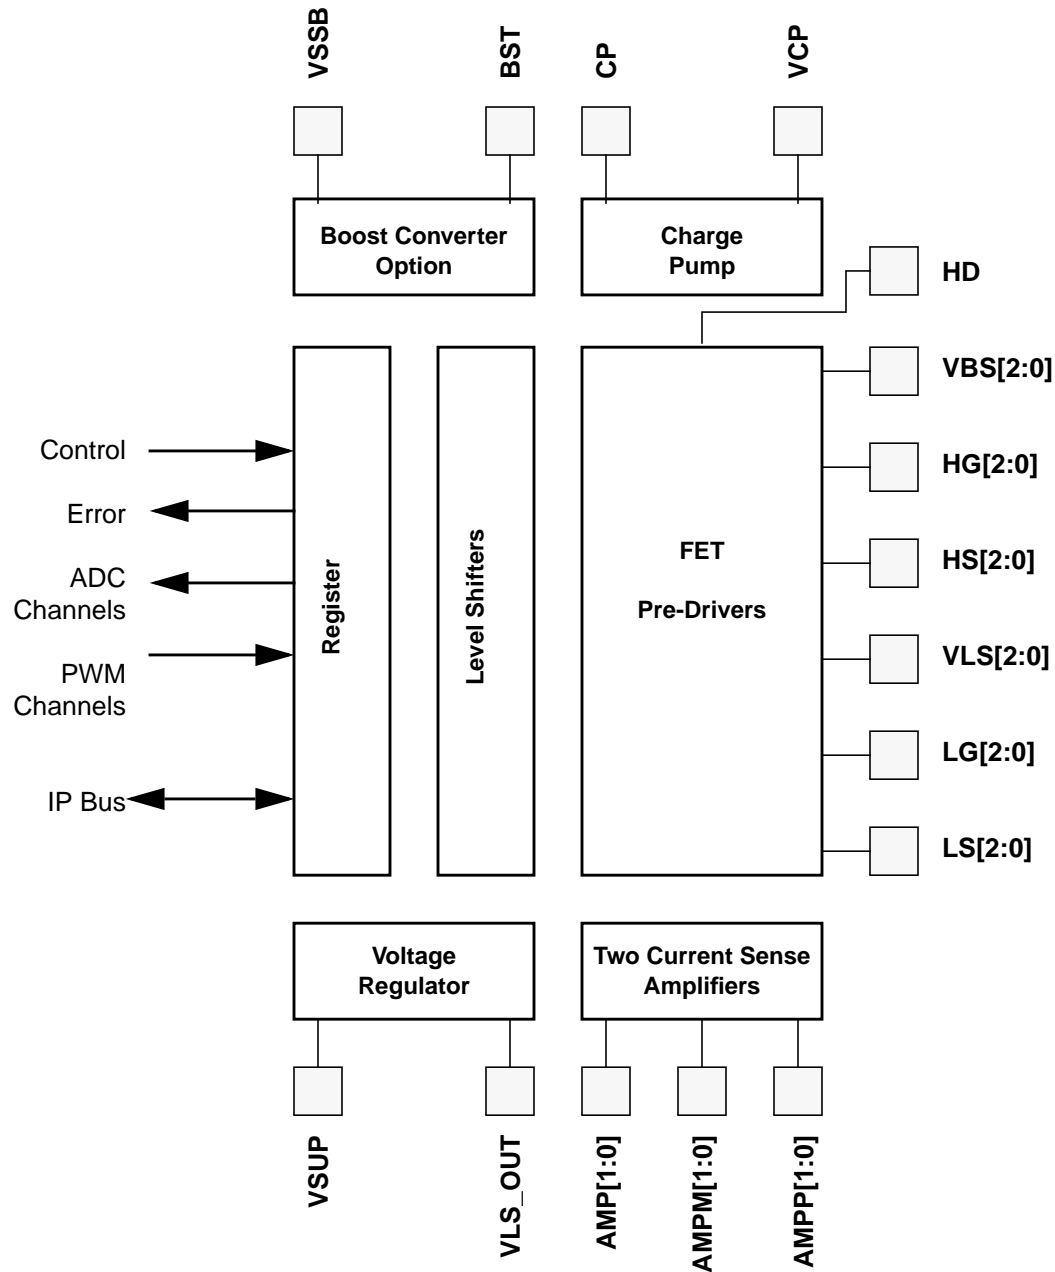 VSSB
BST
CP
VCP
Boost Converter
Option
Charge
Pump
HD
VBS[2:0]
HG[2:0]
HS[2:0]
VLS[2:0]
LG[2:0]
LS[2:0]
Control
Error
ADC
Channels
PWM
Channels
IP Bus
Register
Level Shifters
FET
Pre-Drivers
Voltage
Regulator
Two Current Sense
Amplifiers
VSUP
VLS_OUT
AMP[1:0]
AMPM[1:0]
AMPP[1:0]